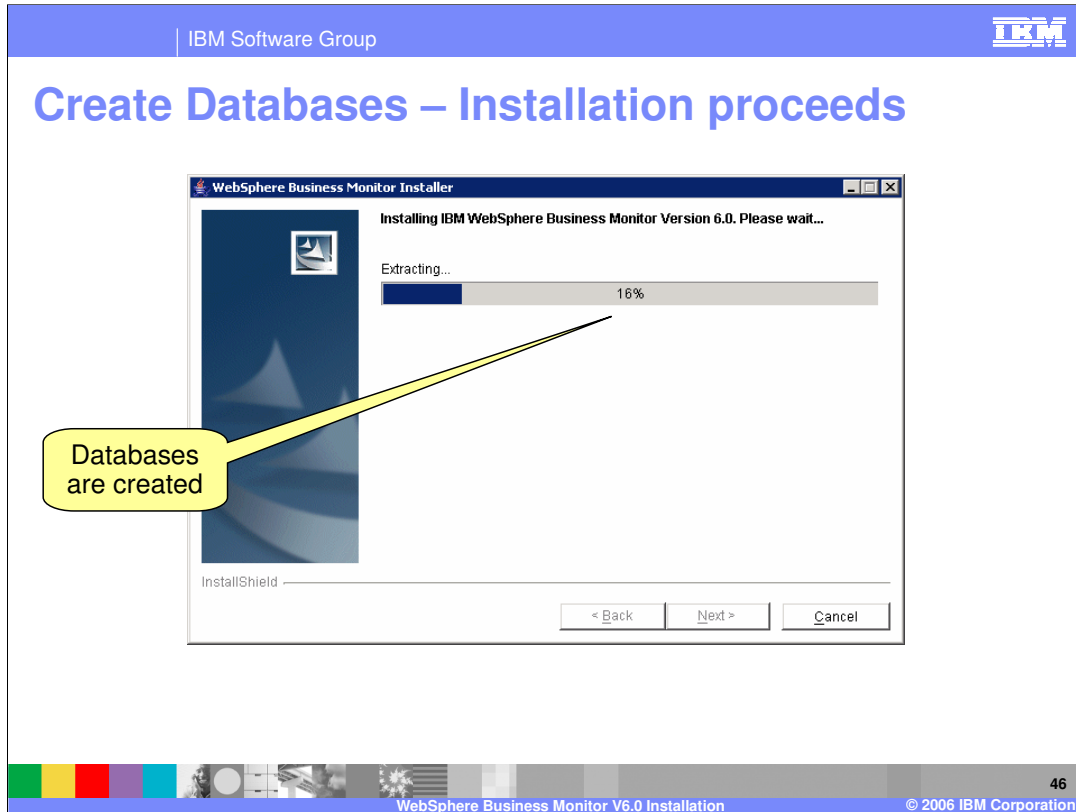 IBM Software Group
IBM
Create Databases – Installation proceeds
WebSphere Business Monitor Installer
Installing IBM WebSphere Business Monitor Version 6.0. Please wait...
Extracting...
16%
Databases
are created
InstallShield
< Back
Next >
Cancel
46
WebSphere Business Monitor V6.0 Installation
© 2006 IBM Corporation